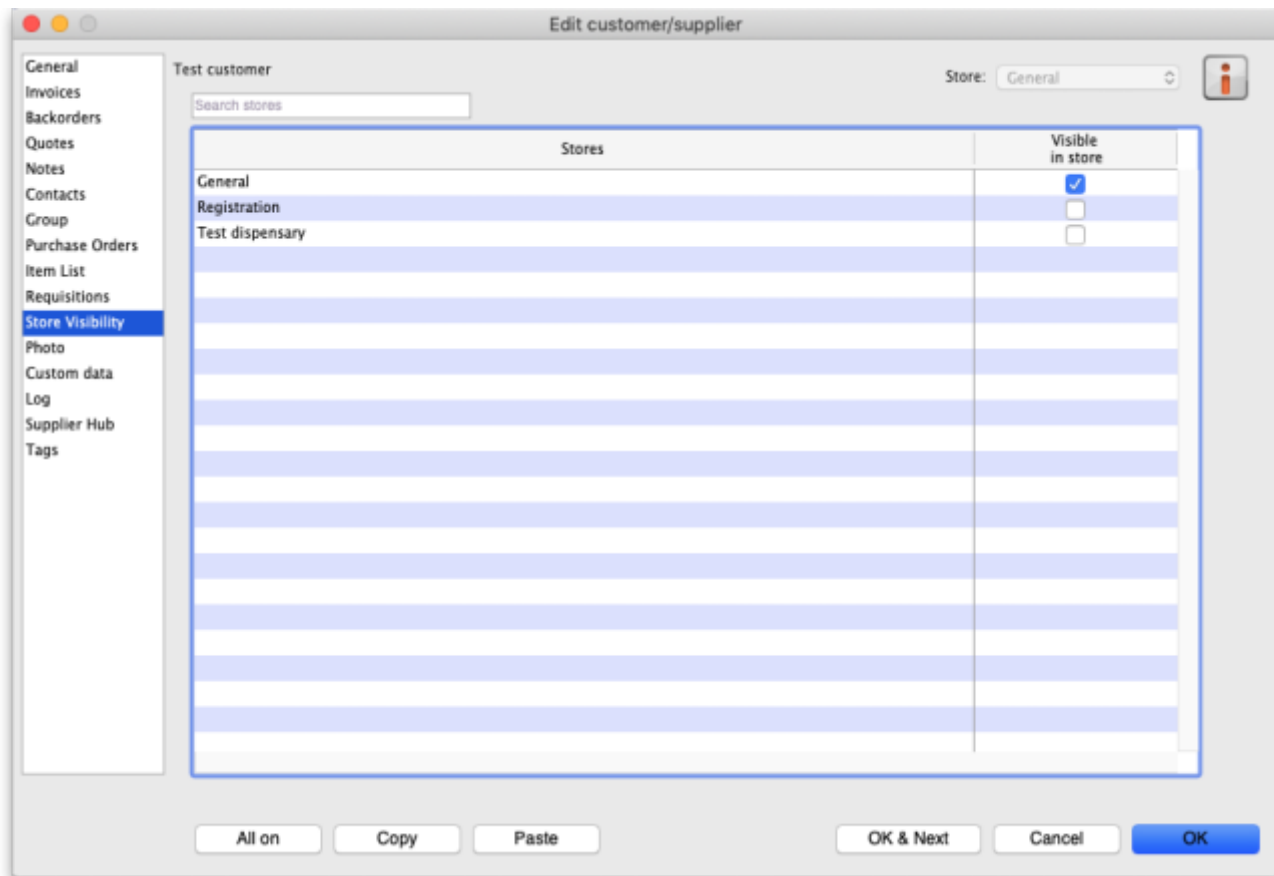 Edit customer/supplier
General
Invoices
Backorders
Quotes
Notes
Contacts
Group
Purchase Orders
Item List
Requisitions
Store Visibility
Photo
Custom data
Log
Supplier Hub
Tags
Test customer
Store: General
Search stores
Stores
Visible
in store
General
Registration
Test dispensary
All on
Copy
Paste
OK & Next
Cancel
OK